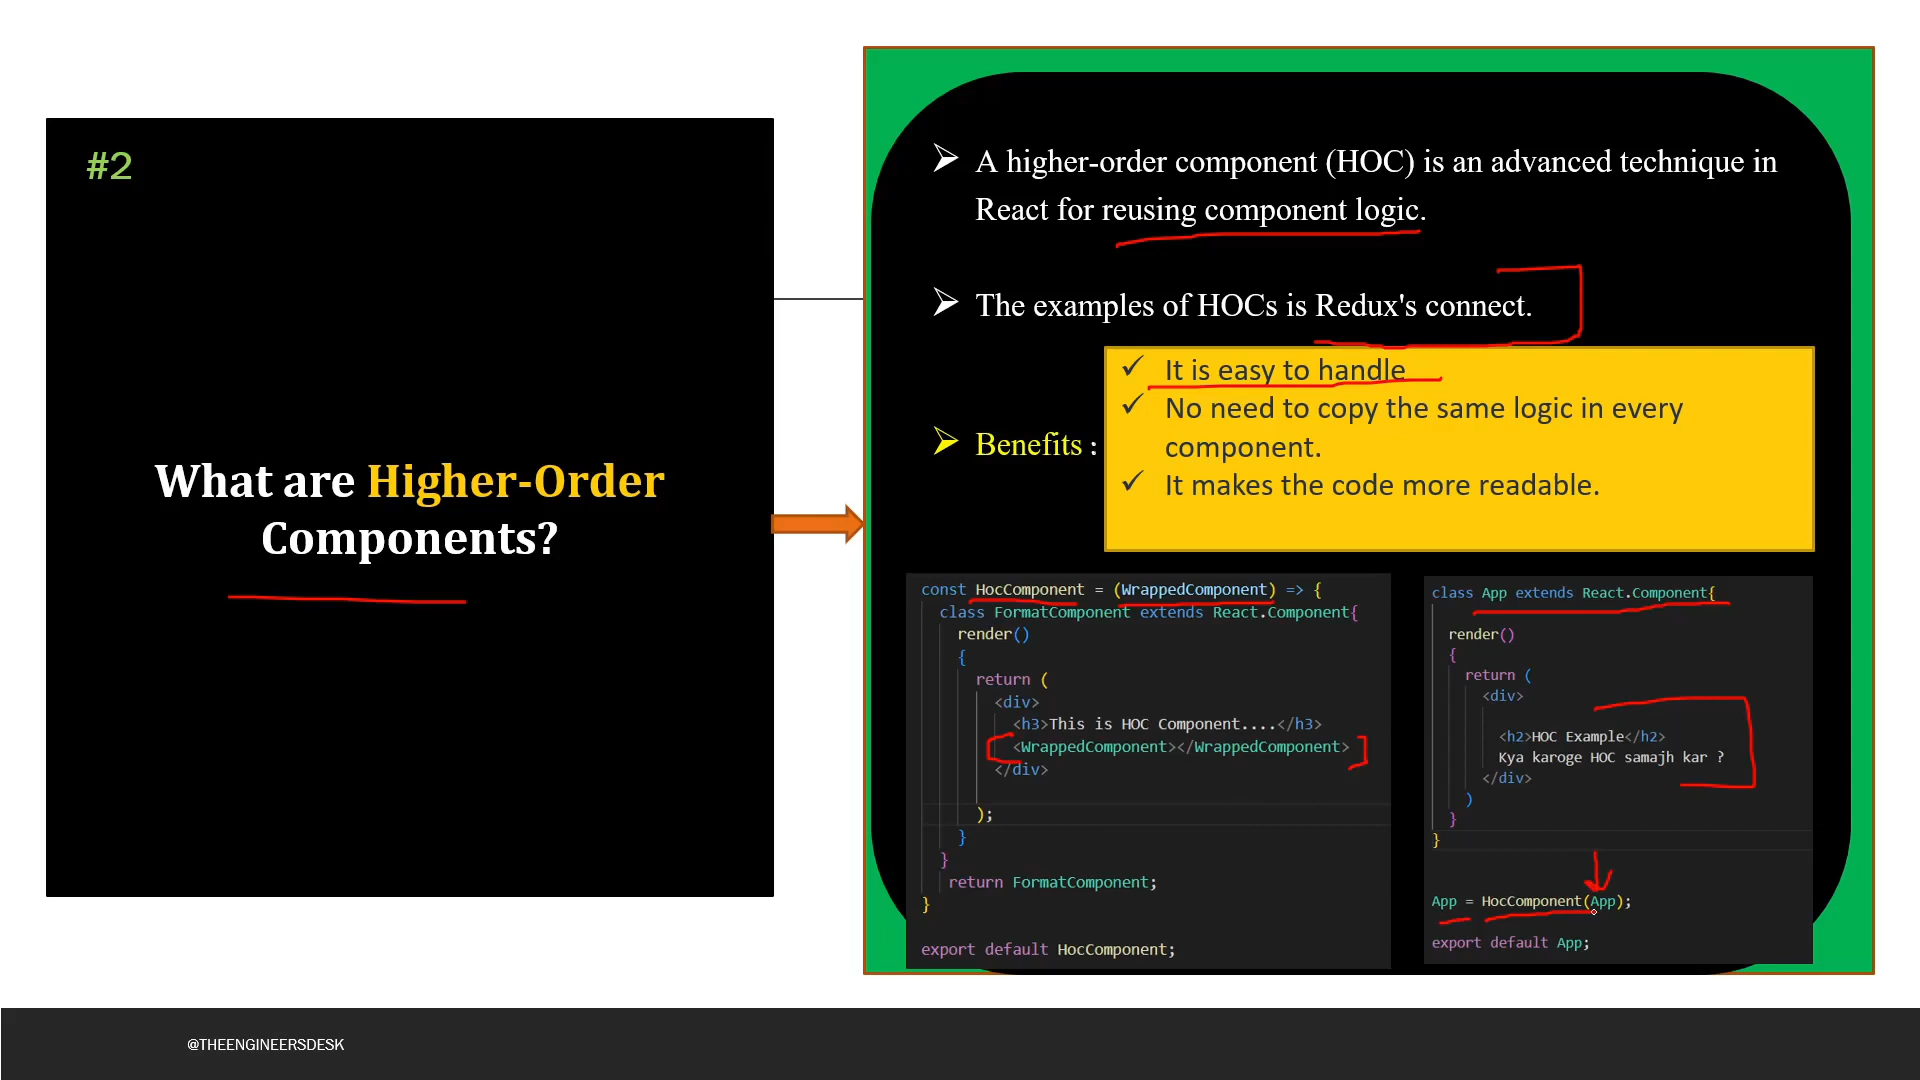 #2
What are Higher-Order
Components?
A higher-order component (HOC) is an advanced technique in
React for reusing component logic.
The examples of HOCs is Redux's connect.
Benefits :
It is easy to handle
No need to copy the same logic in every
component.
It makes the code more readable.
const HocComponent = (WrappedComponent) => {
class FormatComponent extends React.Component{
render()
{
return (
<div>
<h3>This is HOC Component....</h3>
<WrappedComponent></WrappedComponent>
</div>
);
}
}
return FormatComponent;
}
export default HocComponent;
class App extends React.Component{
render()
{
return (
<div>
<h2>HOC Example</h2>
Kya karoge HOC samajh kar ?
</div>
)
}
}
App = HocComponent(App);
export default App;
@THEENGINEERSDESK